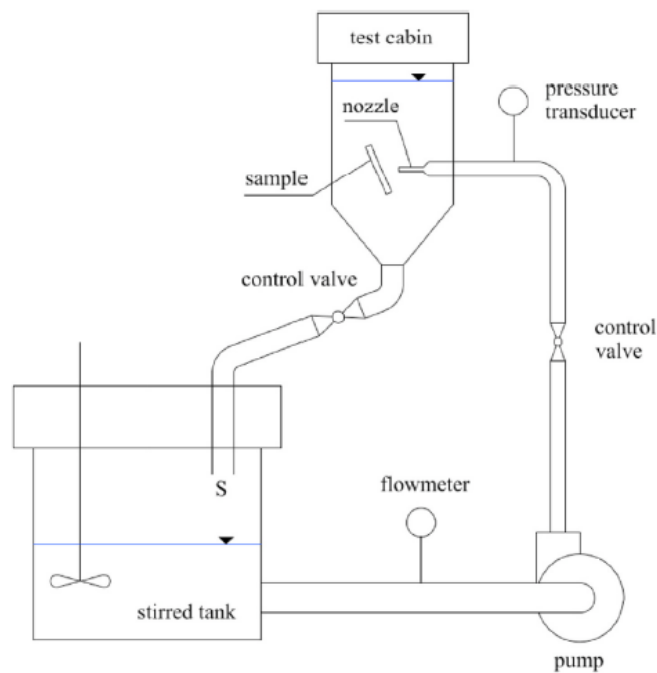 test cabin
pressure
transducer
nozzle
sample
control valve
control
valve
S
flowmeter
stirred tank
pump